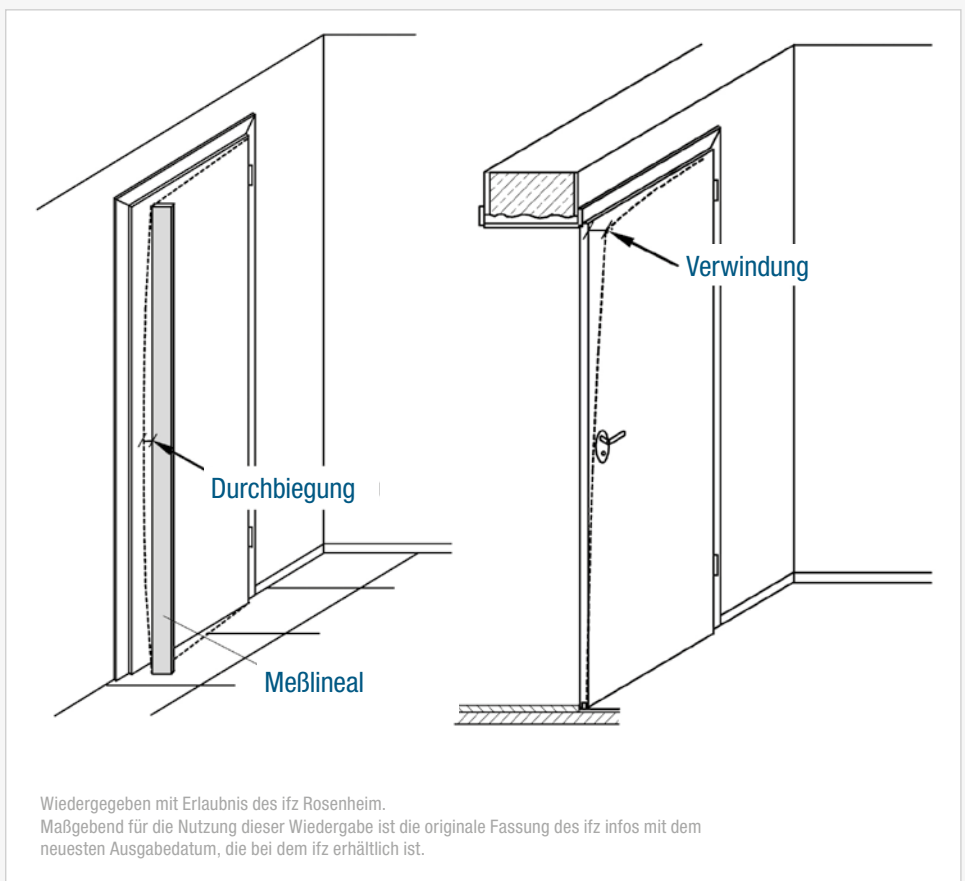 Verwindung
Durchbiegung
Meßlineal
Wiedergegeben mit Erlaubnis des ifz Rosenheim.
Maßgebend für die Nutzung dieser Wiedergabe ist die originale Fassung des ifz infos mit dem
neuesten Ausgabedatum, die bei dem ifz erhältlich ist.